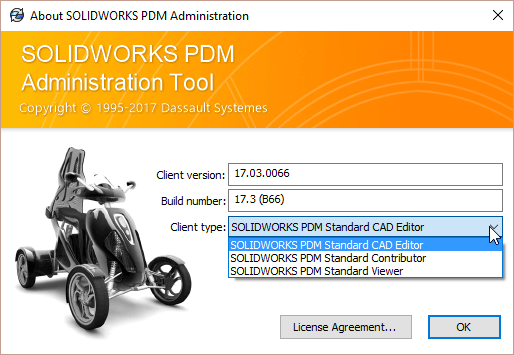 About SOLIDWORKS PDM Administration
SOLIDWORKS PDM
Administration Tool
Copyright © 1995-2017 Dassault Systemes
Client version: 17.03.0066
Build number: 17.3 (B66)
Client type: SOLIDWORKS PDM Standard CAD Editor
SOLIDWORKS PDM Standard CAD Editor
SOLIDWORKS PDM Standard Contributor
SOLIDWORKS PDM Standard Viewer
License Agreement... OK